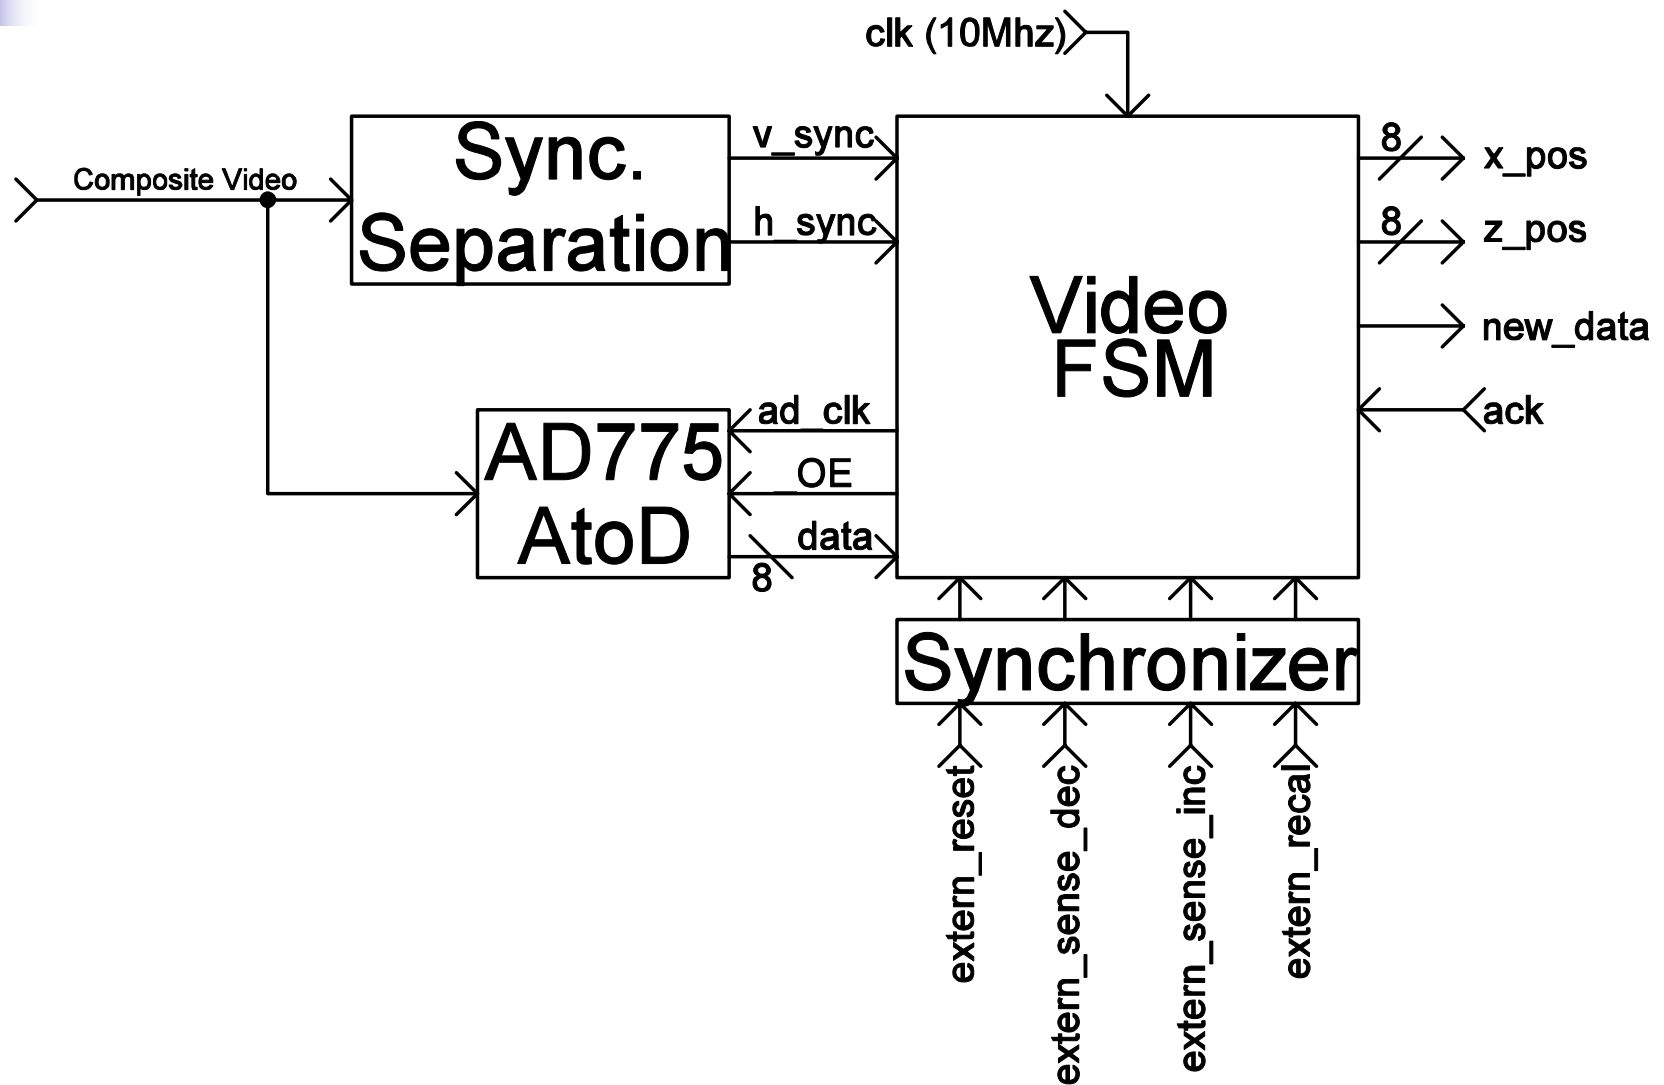 clk (10Mhz)
Sync.
Separation
Composite Video
v_sync
h_sync
Video
FSM
8
x_pos
8
z_pos
new_data
ack
AD775
AtoD
ad_clk
_OE
data
8
Synchronizer
extern_reset
extern_sense_dec
extern_sense_inc
extern_recal